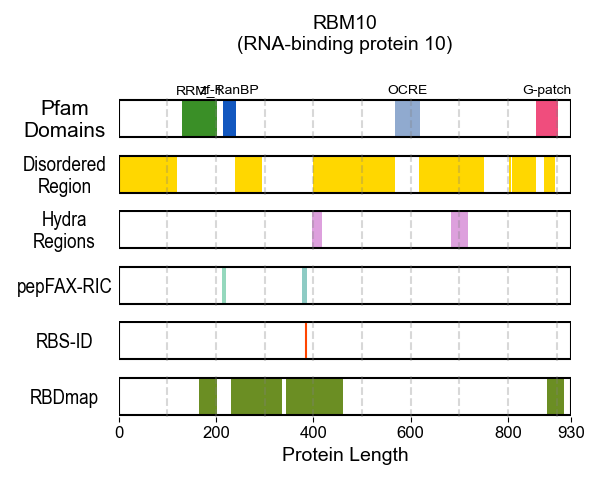 RBM10
(RNA-binding protein 10)
RRM_1 zf-RanBP OCRE G-patch
Pfam
Domains
Disordered
Region
Hydra
Regions
pepFAX-RIC
RBS-ID
RBDmap
0 200 400 600 800 930
Protein Length